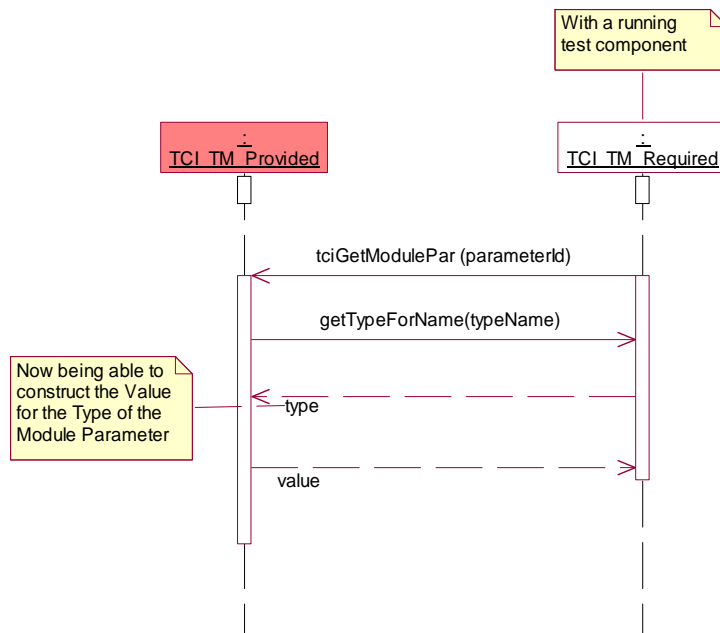 With a running
test component
:
TCI_TM_Provided
:
TCI_TM_Required
tciGetModulePar (parameterId)
getTypeForName(typeName)
Now being able to
construct the Value
for the Type of the
Module Parameter
type
value